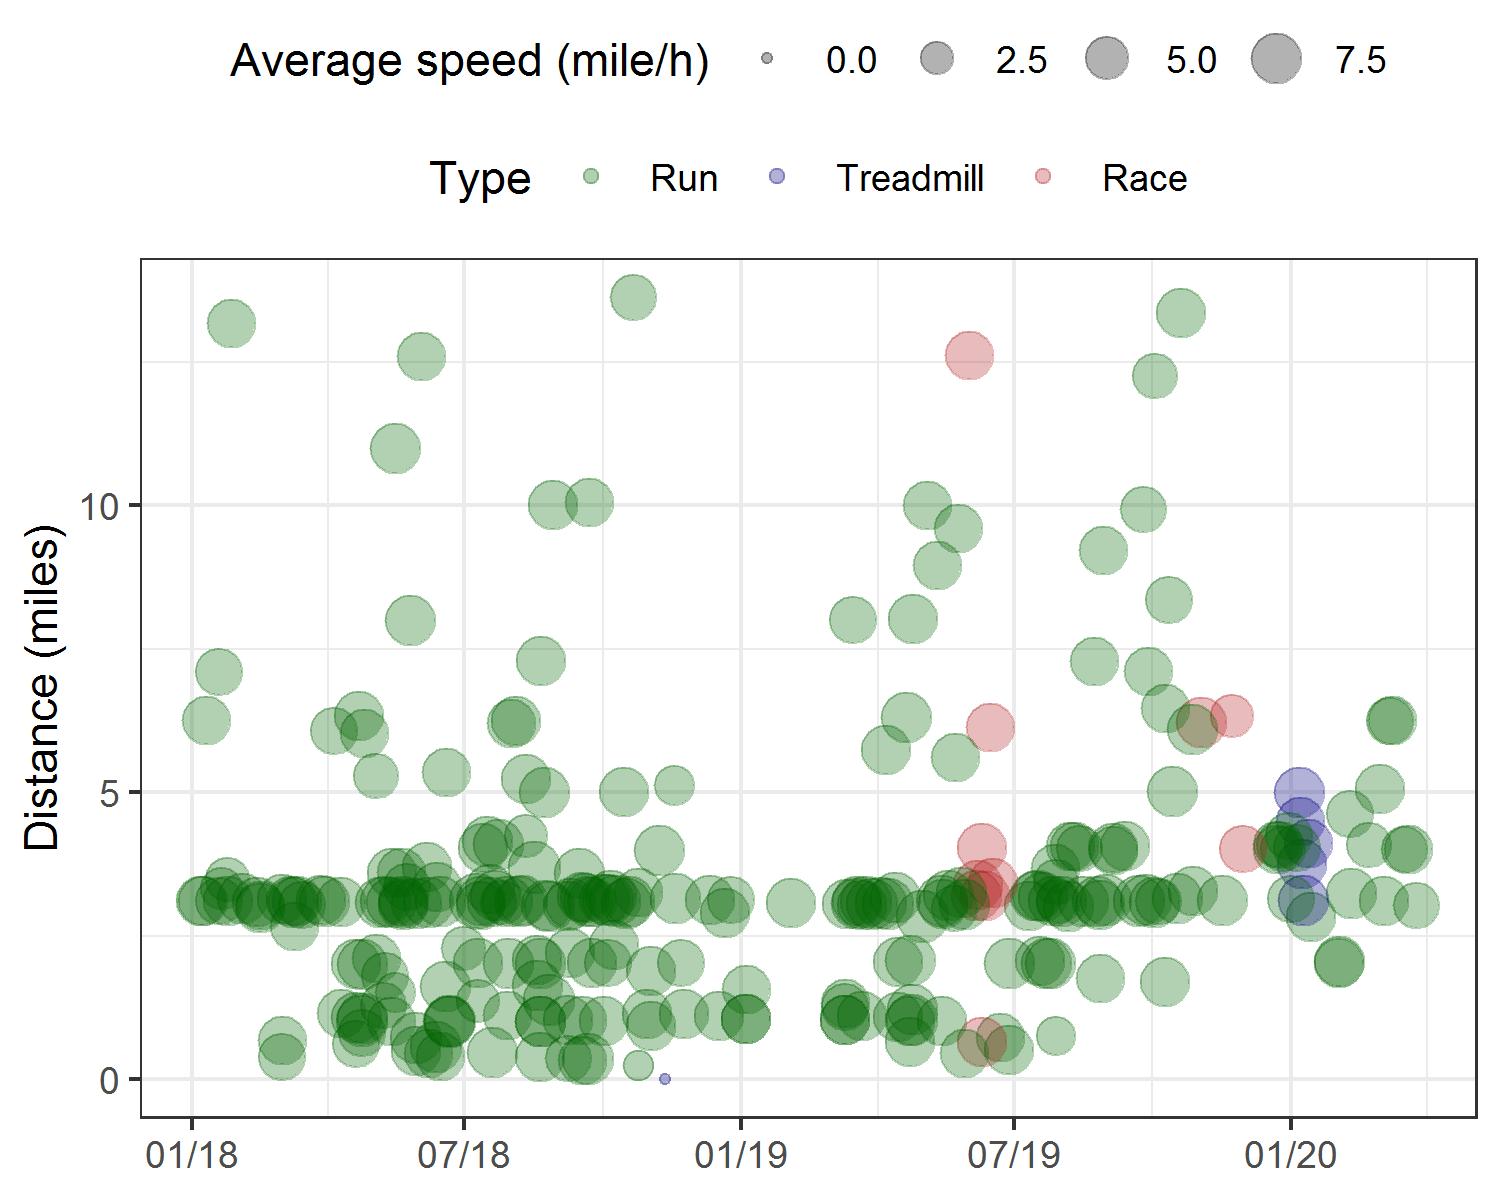 Average speed (mile/h) 0.0 2.5 5.0 7.5
Type Run Treadmill Race
Distance (miles)
10
5
0
01/18 07/18 01/19 07/19 01/20